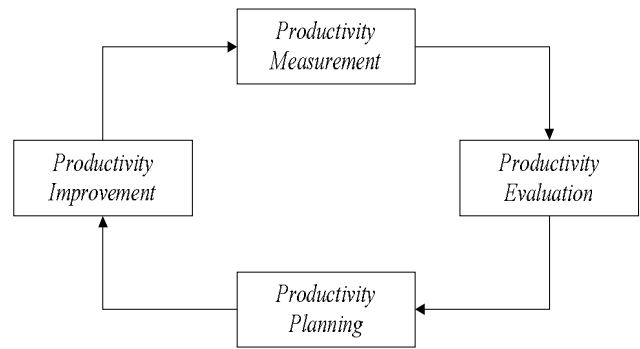 Productivity
Measurement
Productivity
Improvement
Productivity
Evaluation
Productivity
Planning